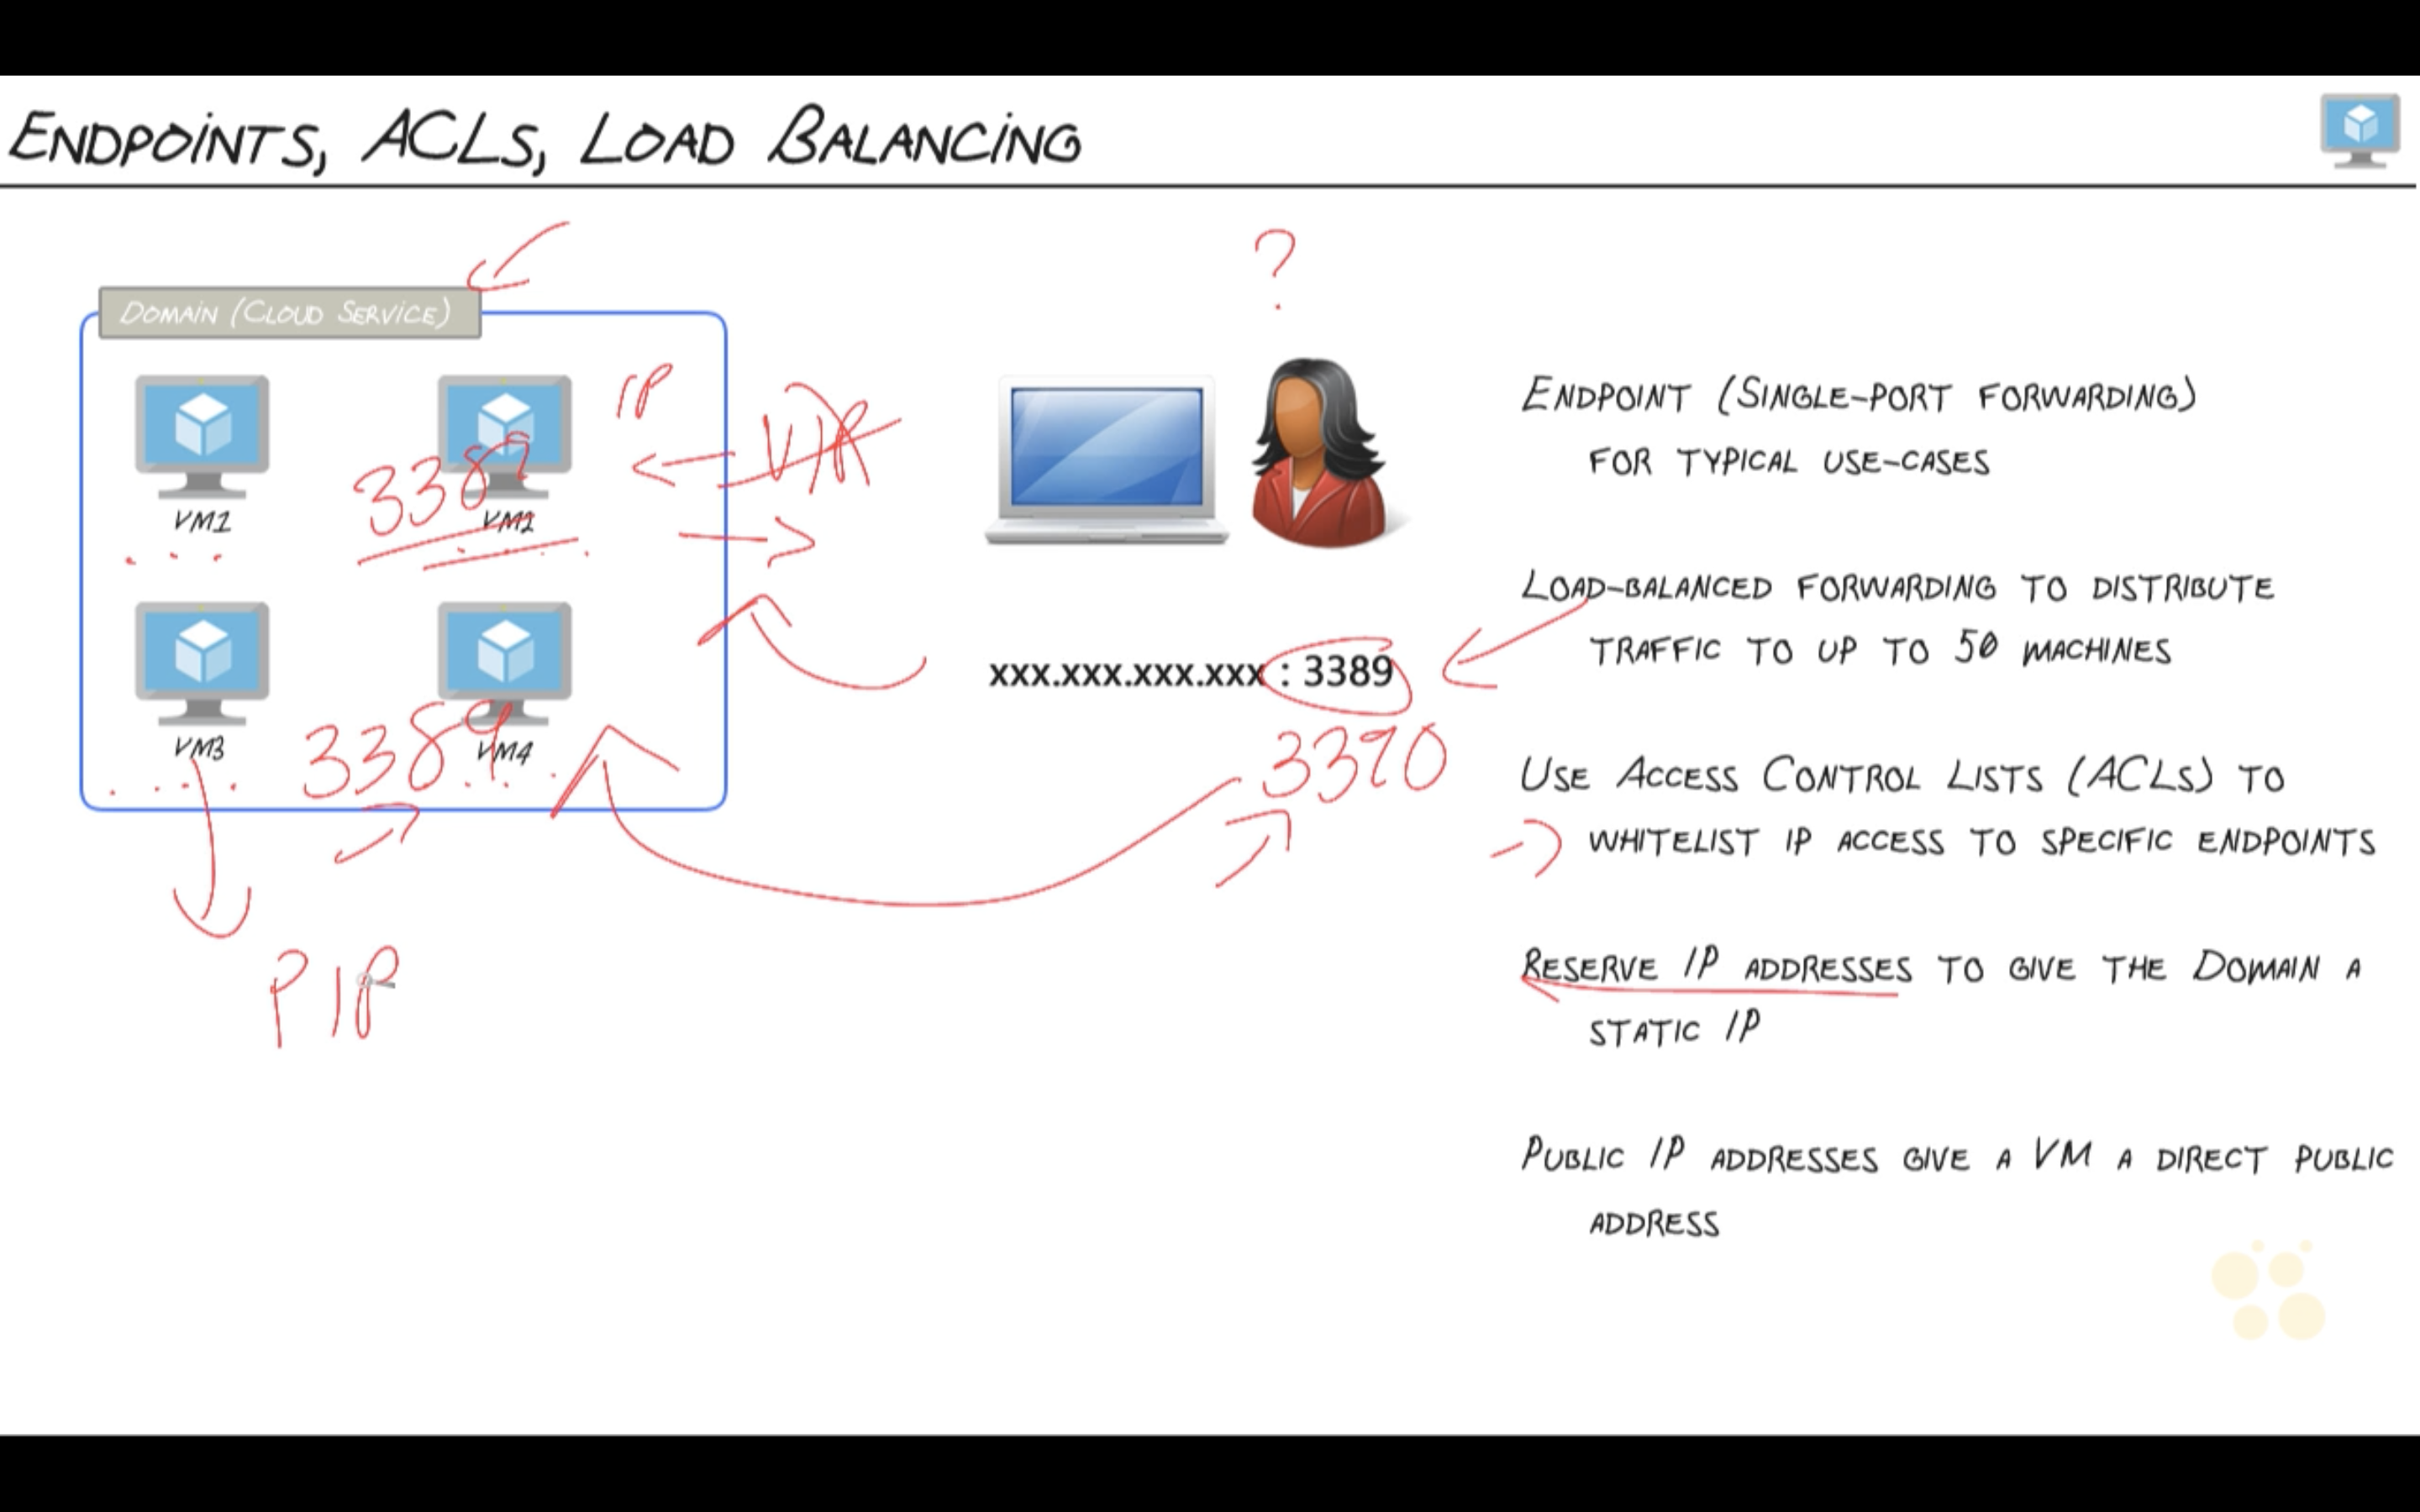 ENDPOINTS, ACLS, LOAD BALANCING
?
DOMAIN (CLOUD SERVICE)
IP
VIP
3389
VM2
VM1
VM3
3389
VM4
PIP
xxx.xxx.xxx.xxx : 3389
3390
ENDPOINT (SINGLE-PORT FORWARDING)
FOR TYPICAL USE-CASES
LOAD-BALANCED FORWARDING TO DISTRIBUTE
TRAFFIC TO UP TO 50 MACHINES
USE ACCESS CONTROL LISTS (ACLS) TO
WHITELIST IP ACCESS TO SPECIFIC ENDPOINTS
RESERVE IP ADDRESSES TO GIVE THE DOMAIN A
STATIC IP
PUBLIC IP ADDRESSES GIVE A VM A DIRECT PUBLIC
ADDRESS